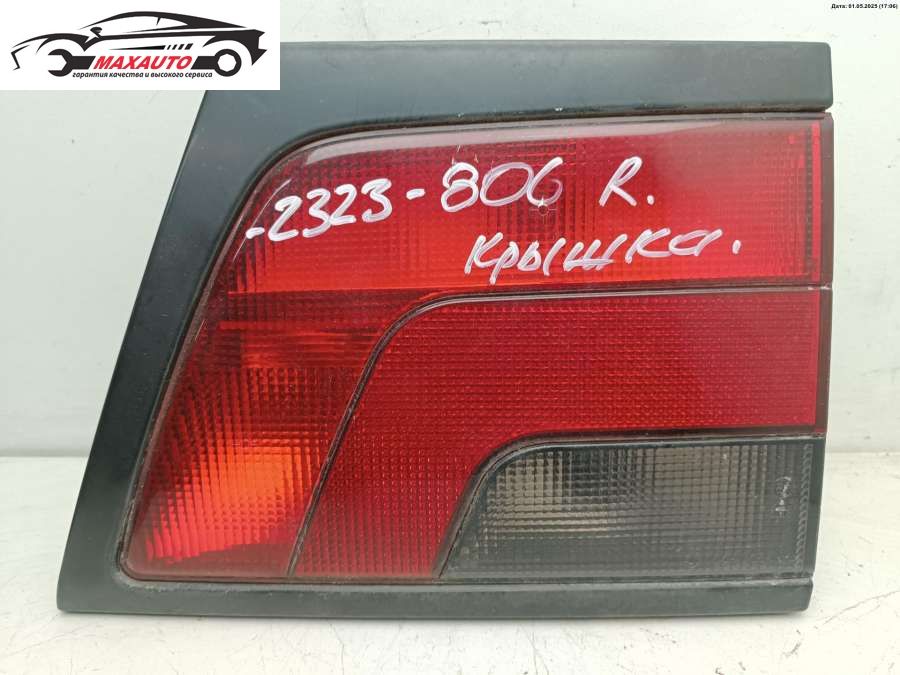 Дата: 01.05.2025 (17:06)
MAXAUTO
гарантия качества и высокого сервиса
-2323-806 R.
Крышка.